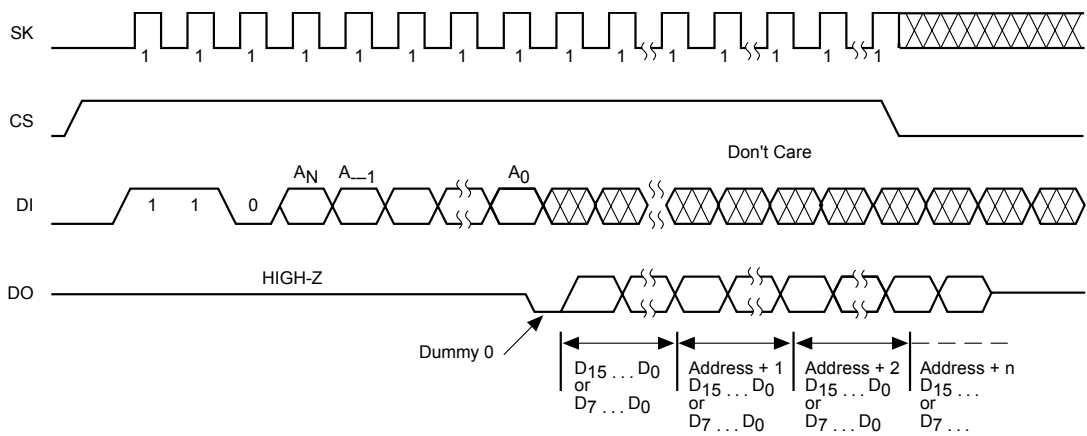 SK
1 1 1 1 1 1 1 1 1 1 1 1 1 1 1
CS
Don't Care
AN A—1 A0
DI 1 1 0
HIGH-Z
DO
Dummy 0
D15 . . . D0
or
D7 . . . D0
Address + 1
D15 . . . D0
or
D7 . . . D0
Address + 2
D15 . . . D0
or
D7 . . . D0
Address + n
D15 . . .
or
D7 . . .